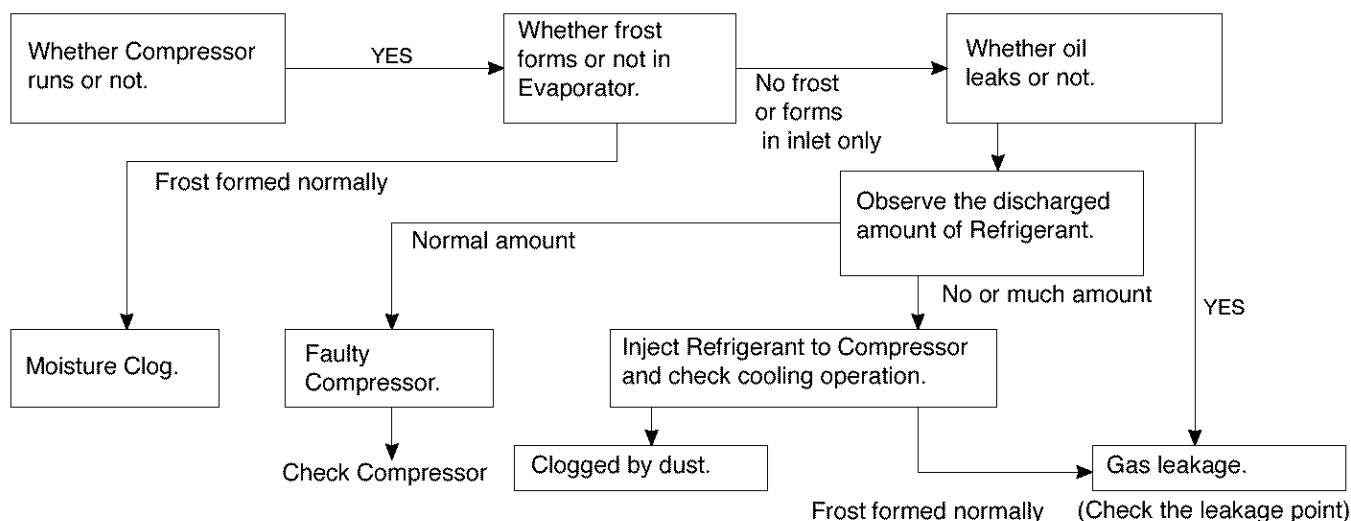 Whether Compressor
runs or not.
YES
Whether frost
forms or not in
Evaporator.
No frost
or forms
in inlet only
Whether oil
leaks or not.
Frost formed normally
Observe the discharged
amount of Refrigerant.
Normal amount
No or much amount
YES
Moisture Clog.
Faulty
Compressor.
Inject Refrigerant to Compressor
and check cooling operation.
Check Compressor
Clogged by dust.
Gas leakage.
Frost formed normally
(Check the leakage point)